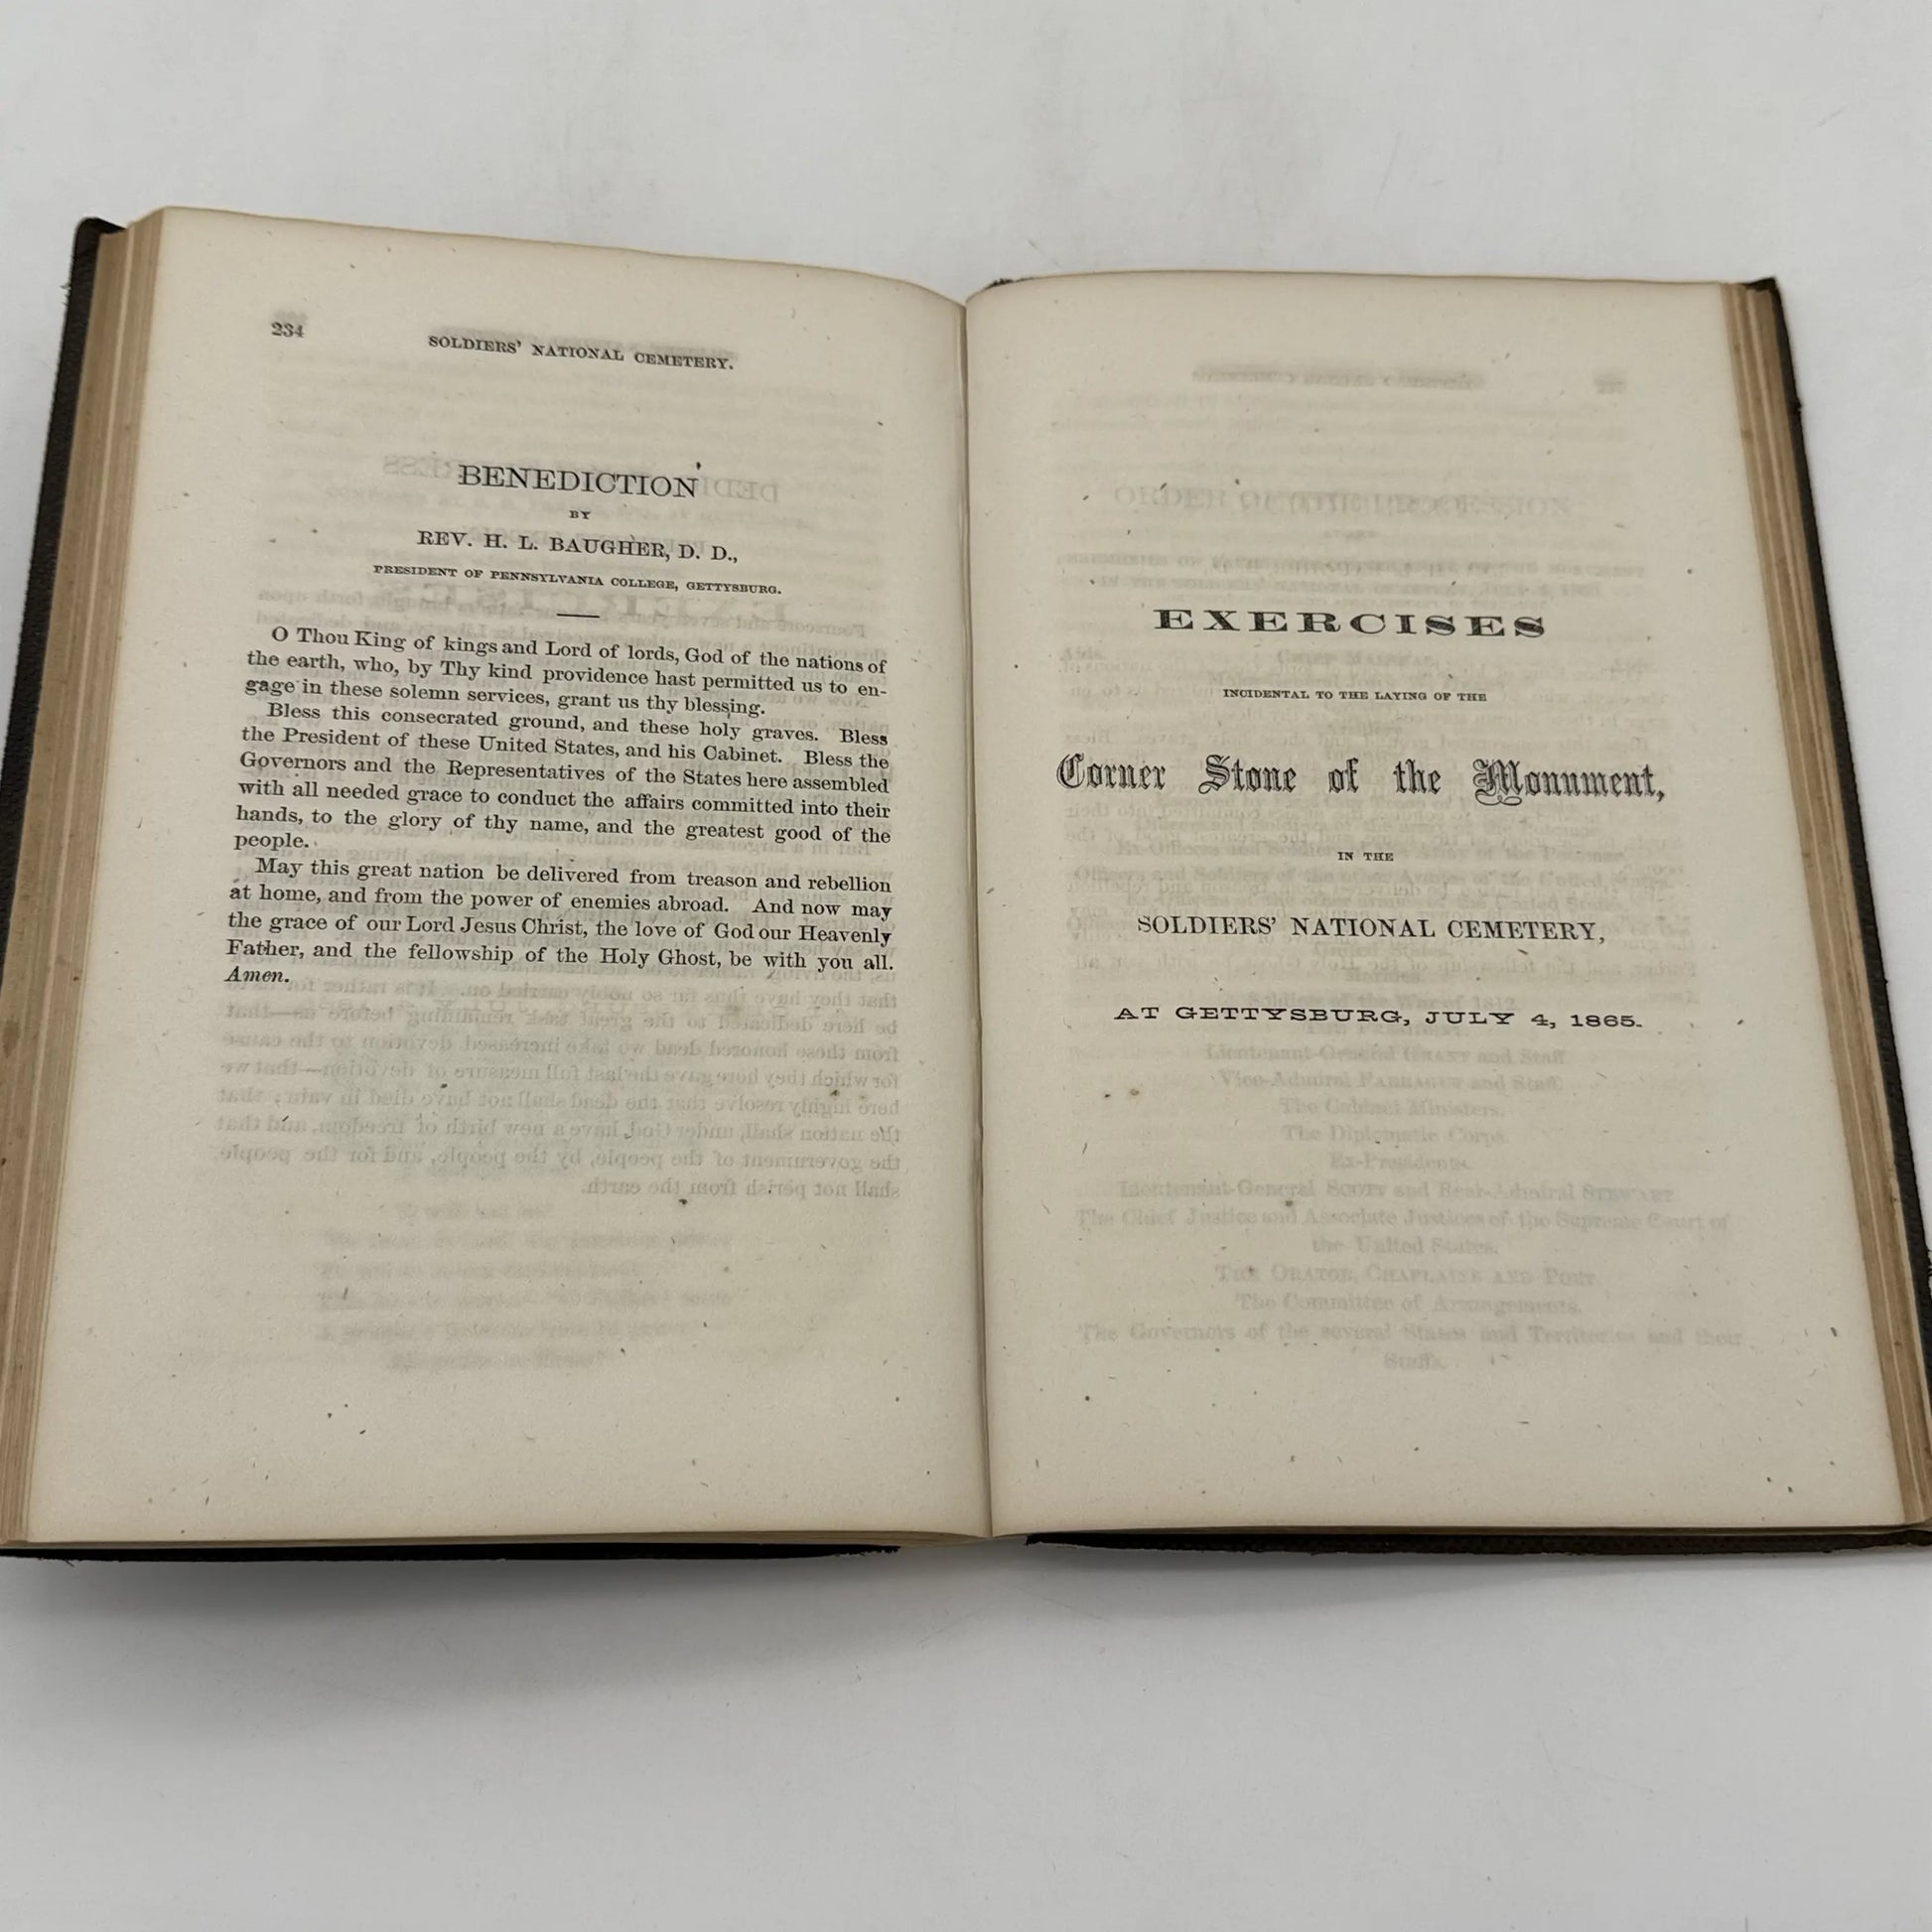 234
SOLDIERS' NATIONAL CEMETERY.
BENEDICTION
BY
REV. H. L. BAUGHER, D. D.,
PRESIDENT OF PENNSYLVANIA COLLEGE, GETTYSBURG.
O Thou King of kings and Lord of lords, God of the nations of
the earth, who, by Thy kind providence hast permitted us to en-
gage in these solemn services, grant us thy blessing.
Bless this consecrated ground, and these holy graves. Bless
the President of these United States, and his Cabinet. Bless the
Governors and the Representatives of the States here assembled
with all needed grace to conduct the affairs committed into their
hands, to the glory of thy name, and the greatest good of the
people.
May this great nation be delivered from treason and rebellion
at home, and from the power of enemies abroad. And now may
the grace of our Lord Jesus Christ, the love of God our Heavenly
Father, and the fellowship of the Holy Ghost, be with you all.
Amen.
EXERCISES
INCIDENTAL TO THE LAYING OF THE
Corner Stone of the Monument,
IN THE
SOLDIERS' NATIONAL CEMETERY,
AT GETTYSBURG, JULY 4, 1865.